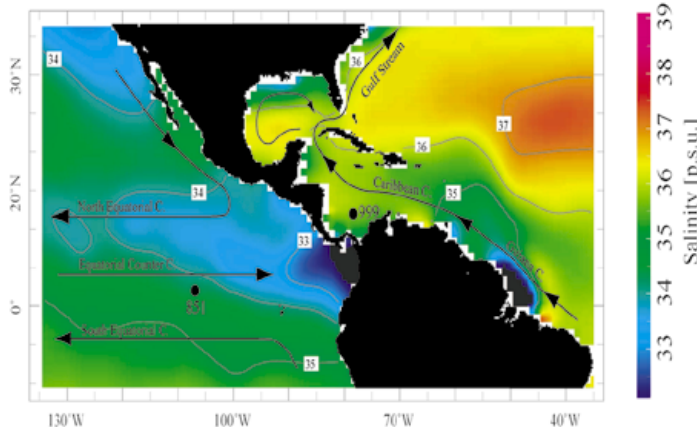 34
36
Gulf Stream
37
36
34
Caribbean C.
35
North Equatorial C.
999
33
Guiana C.
Equatorial Counter C.
851
South Equatorial C.
35
30°N
20°N
0°
130°W
100°W
70°W
40°W
39
38
37
36
35
34
33
Salinity [p.s.u.]